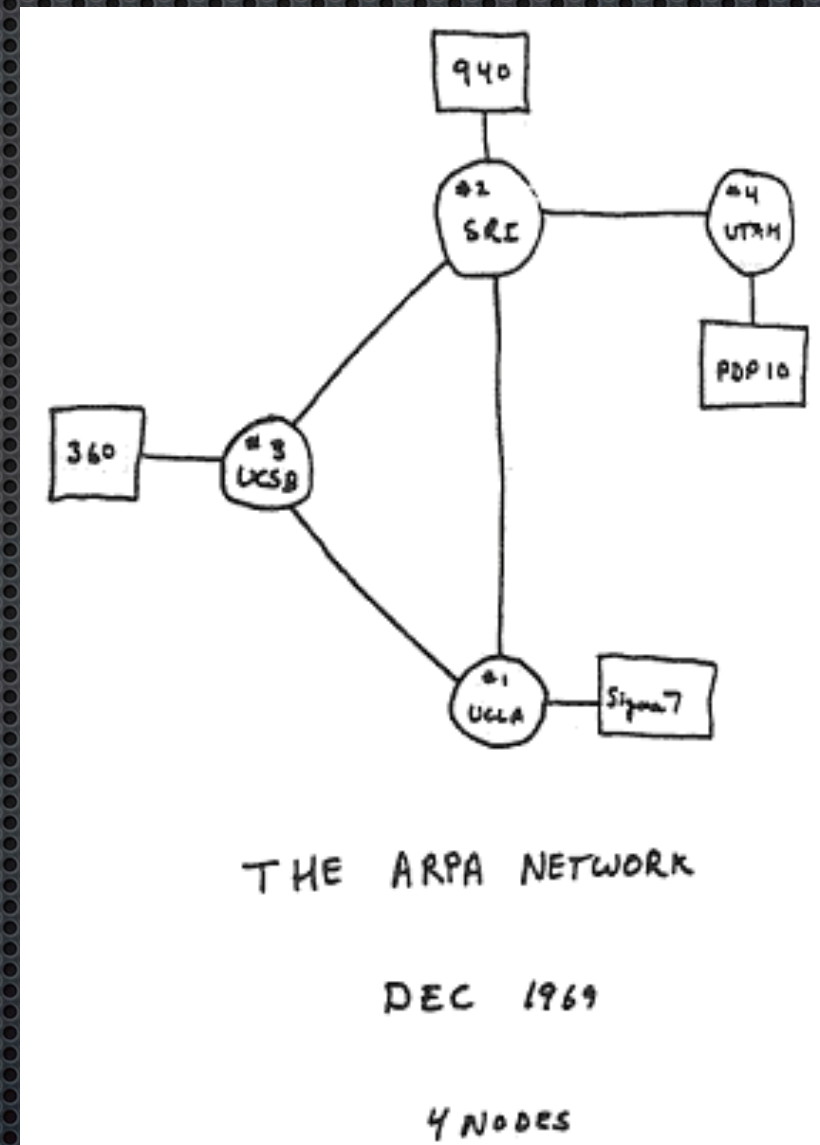 940
#2
SRI
#4
UTAH
PDP 10
360
#3
UCSB
#1
UCLA
Sigma 7
THE ARPA NETWORK
DEC 1969
4 NODES